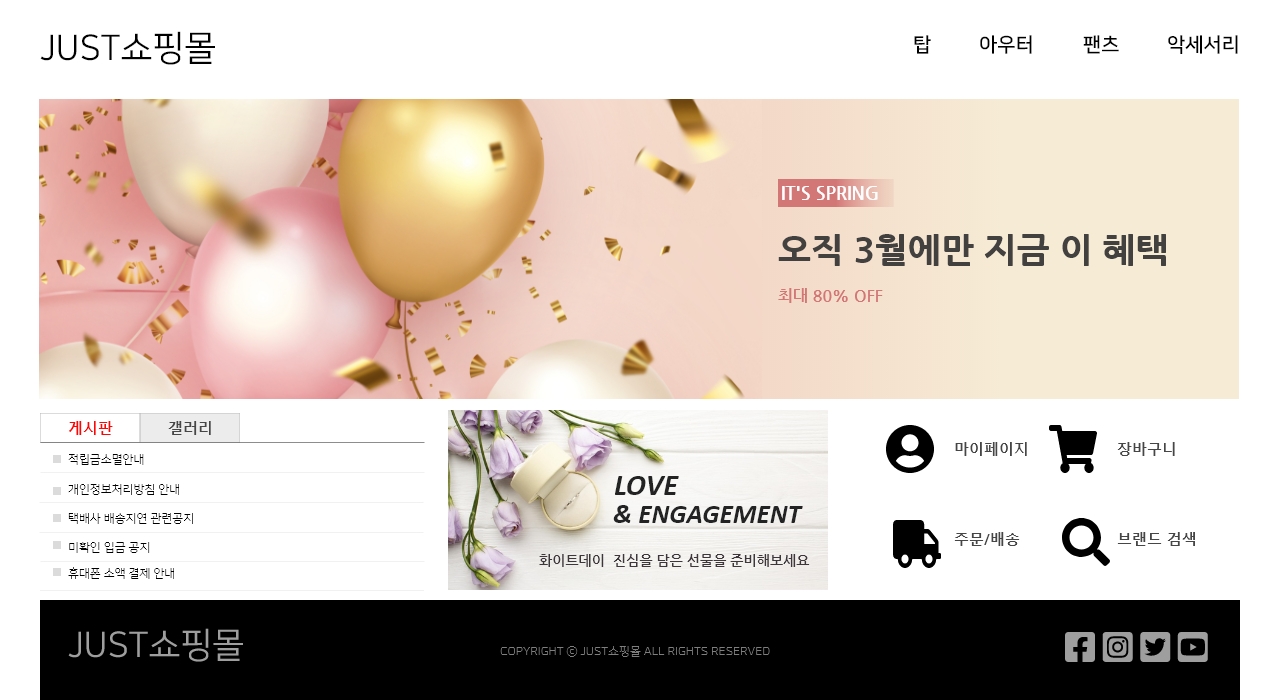 JUST쇼핑몰
탑 아우터 팬츠 악세서리
IT'S SPRING
오직 3월에만 지금 이 혜택
최대 80% OFF
게시판 갤러리
적립금소멸안내
개인정보처리방침 안내
택배사 배송지연 관련공지
미확인 입금 공지
휴대폰 소액 결제 안내
LOVE
& ENGAGEMENT
화이트데이 진심을 담은 선물을 준비해보세요
마이페이지 장바구니
주문/배송 브랜드 검색
JUST쇼핑몰
COPYRIGHT ⓒ JUST쇼핑몰 ALL RIGHTS RESERVED